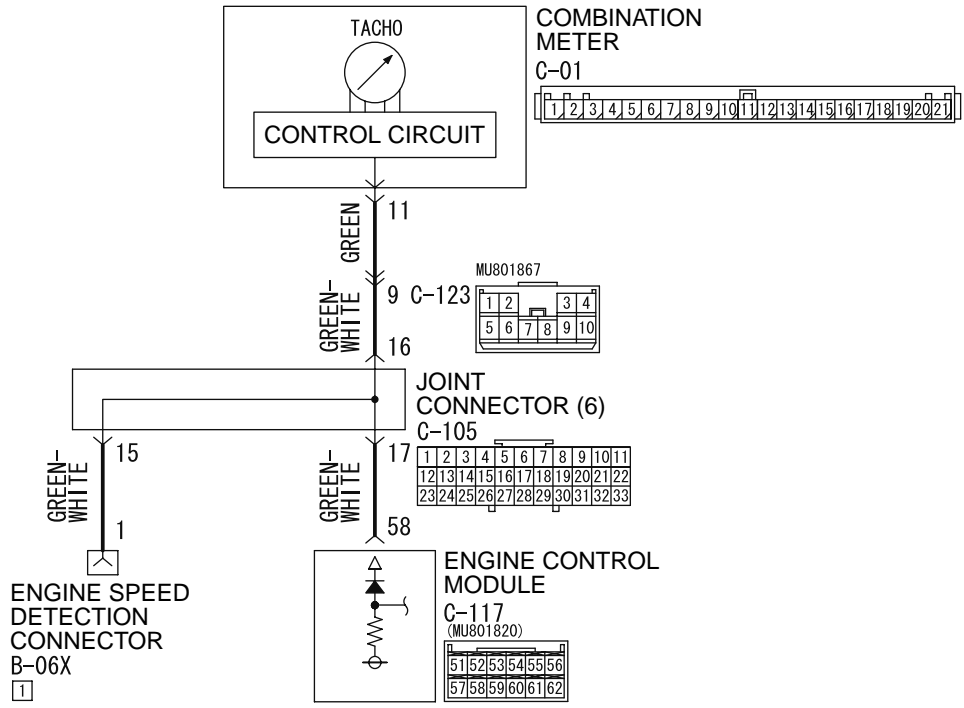 COMBINATION
METER
C-01
1 2 3 4 5 6 7 8 9 10 11 12 13 14 15 16 17 18 19 20 21
TACHO
CONTROL CIRCUIT
11
GREEN
9 C-123
MU801867
1 2 3 4
5 6 7 8 9 10
GREEN-
WHITE
16
JOINT
CONNECTOR (6)
C-105
1 2 3 4 5 6 7 8 9 10 11
12 13 14 15 16 17 18 19 20 21 22
23 24 25 26 27 28 29 30 31 32 33
15
GREEN-
WHITE
1
17
GREEN-
WHITE
58
ENGINE SPEED
DETECTION
CONNECTOR
B-06X
1
ENGINE CONTROL
MODULE
C-117
(MU801820)
51 52 53 54 55 56
57 58 59 60 61 62